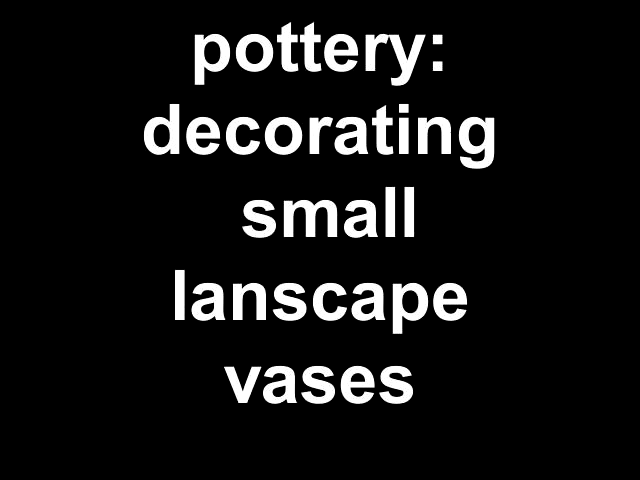 pottery:
decorating
small
lanscape
vases